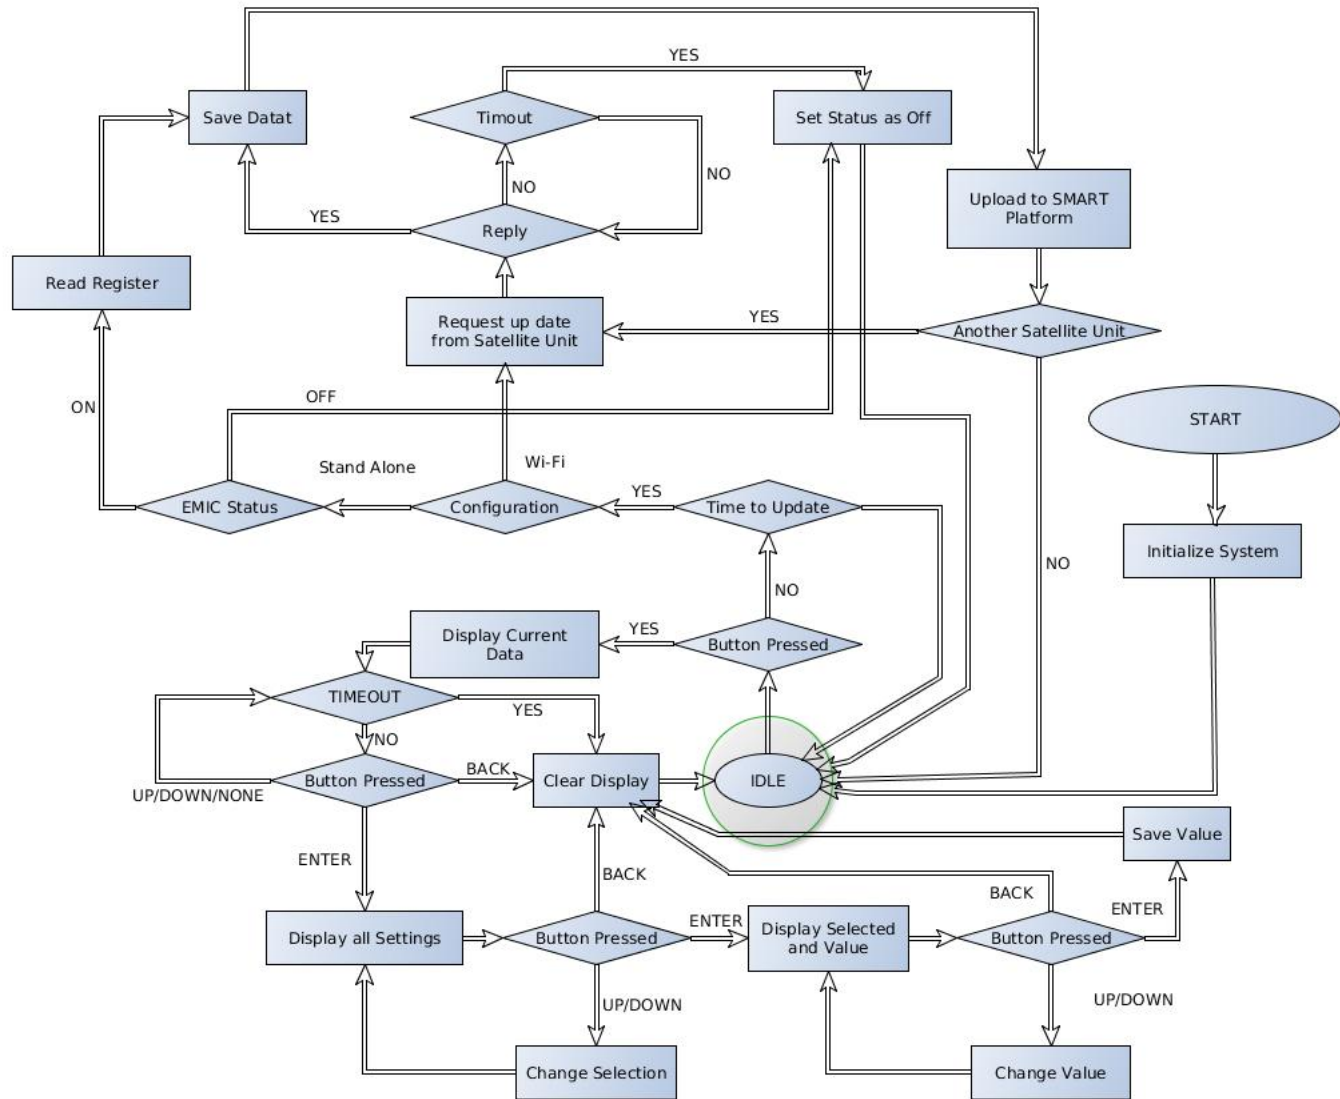 YES
Save Datat
Timout
Set Status as Off
NO
NO
YES
Reply
Upload to SMART
Platform
Read Register
Request up date
from Satellite Unit
YES
Another Satellite Unit
ON
OFF
START
Stand Alone
Wi-Fi
EMIC Status
Configuration
YES
Time to Update
Initialize System
NO
NO
Display Current
Data
YES
Button Pressed
TIMEOUT
YES
NO
Button Pressed
BACK
Clear Display
IDLE
UP/DOWN/NONE
Save Value
ENTER
BACK
BACK
ENTER
Display all Settings
Button Pressed
ENTER
Display Selected
and Value
Button Pressed
UP/DOWN
UP/DOWN
Change Selection
Change Value